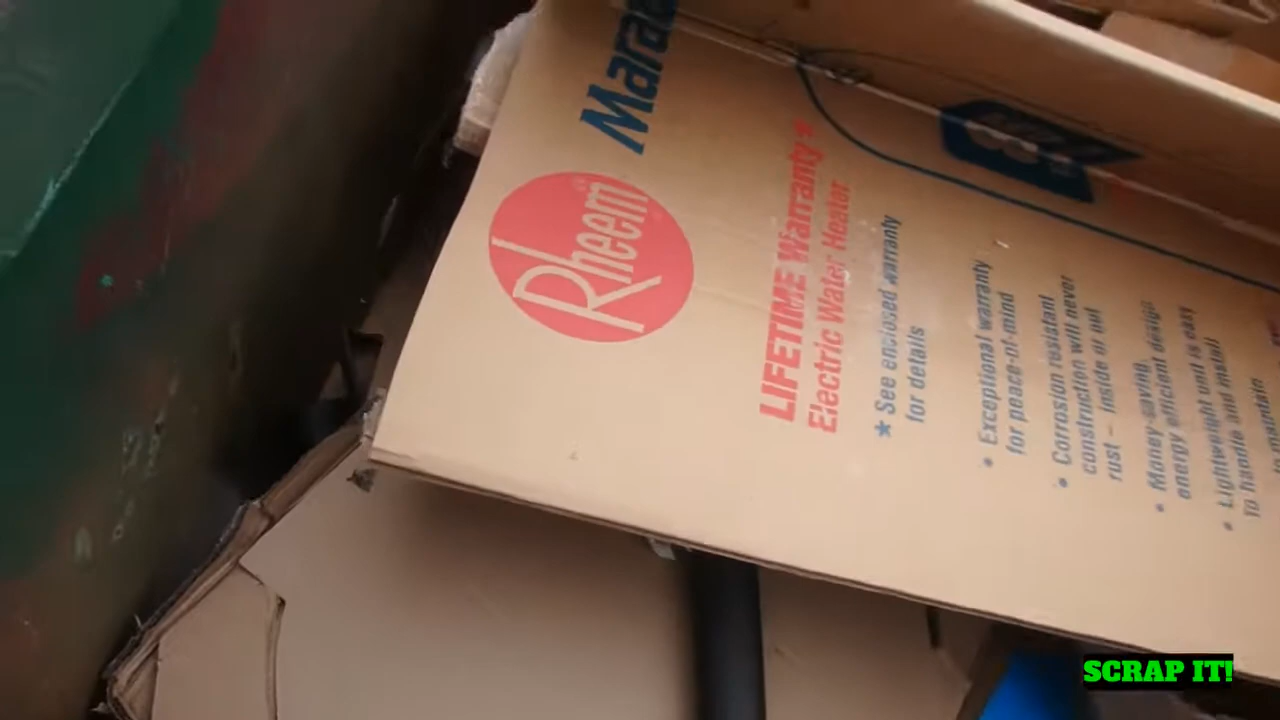 Mara
Rheem
LIFETIME Warranty*
Electric Water Heater
★ See enclosed warranty
for details
• Exceptional warranty
for peace-of-mind
• Corrosion resistant
construction will never
rust – inside or out
• Money-saving,
energy efficient design
• Lightweight unit is easy
to handle and install
maintain
SCRAP IT!